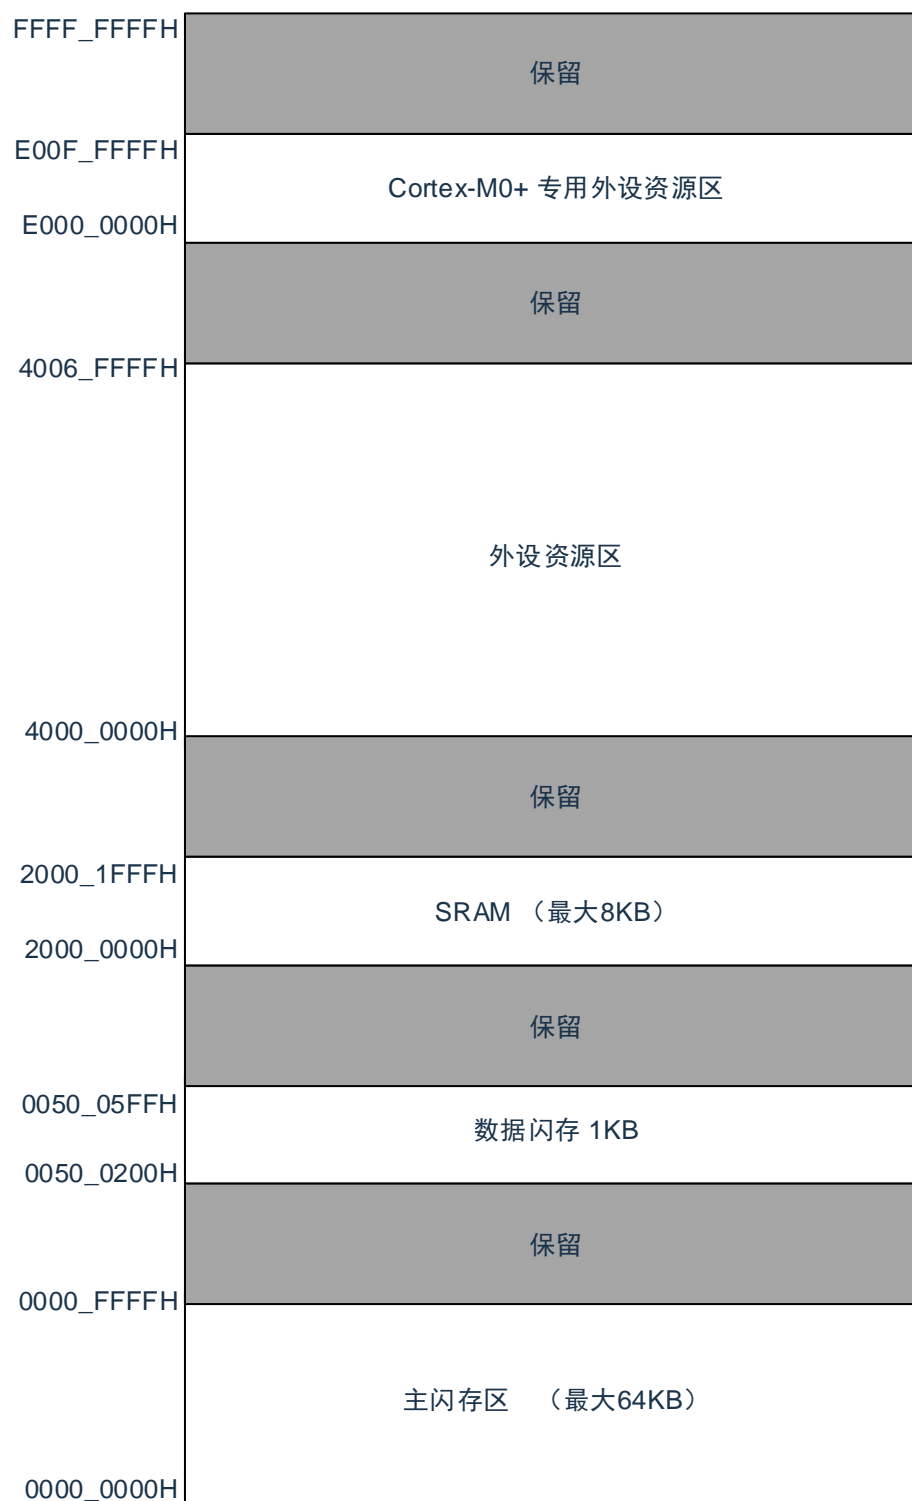 FFFF_FFFFH
保留
E00F_FFFFH
Cortex-M0+ 专用外设资源区
E000_0000H
保留
4006_FFFFH
外设资源区
4000_0000H
保留
2000_1FFFH
SRAM （最大8KB）
2000_0000H
保留
0050_05FFH
数据闪存 1KB
0050_0200H
保留
0000_FFFFH
主闪存区 （最大64KB）
0000_0000H